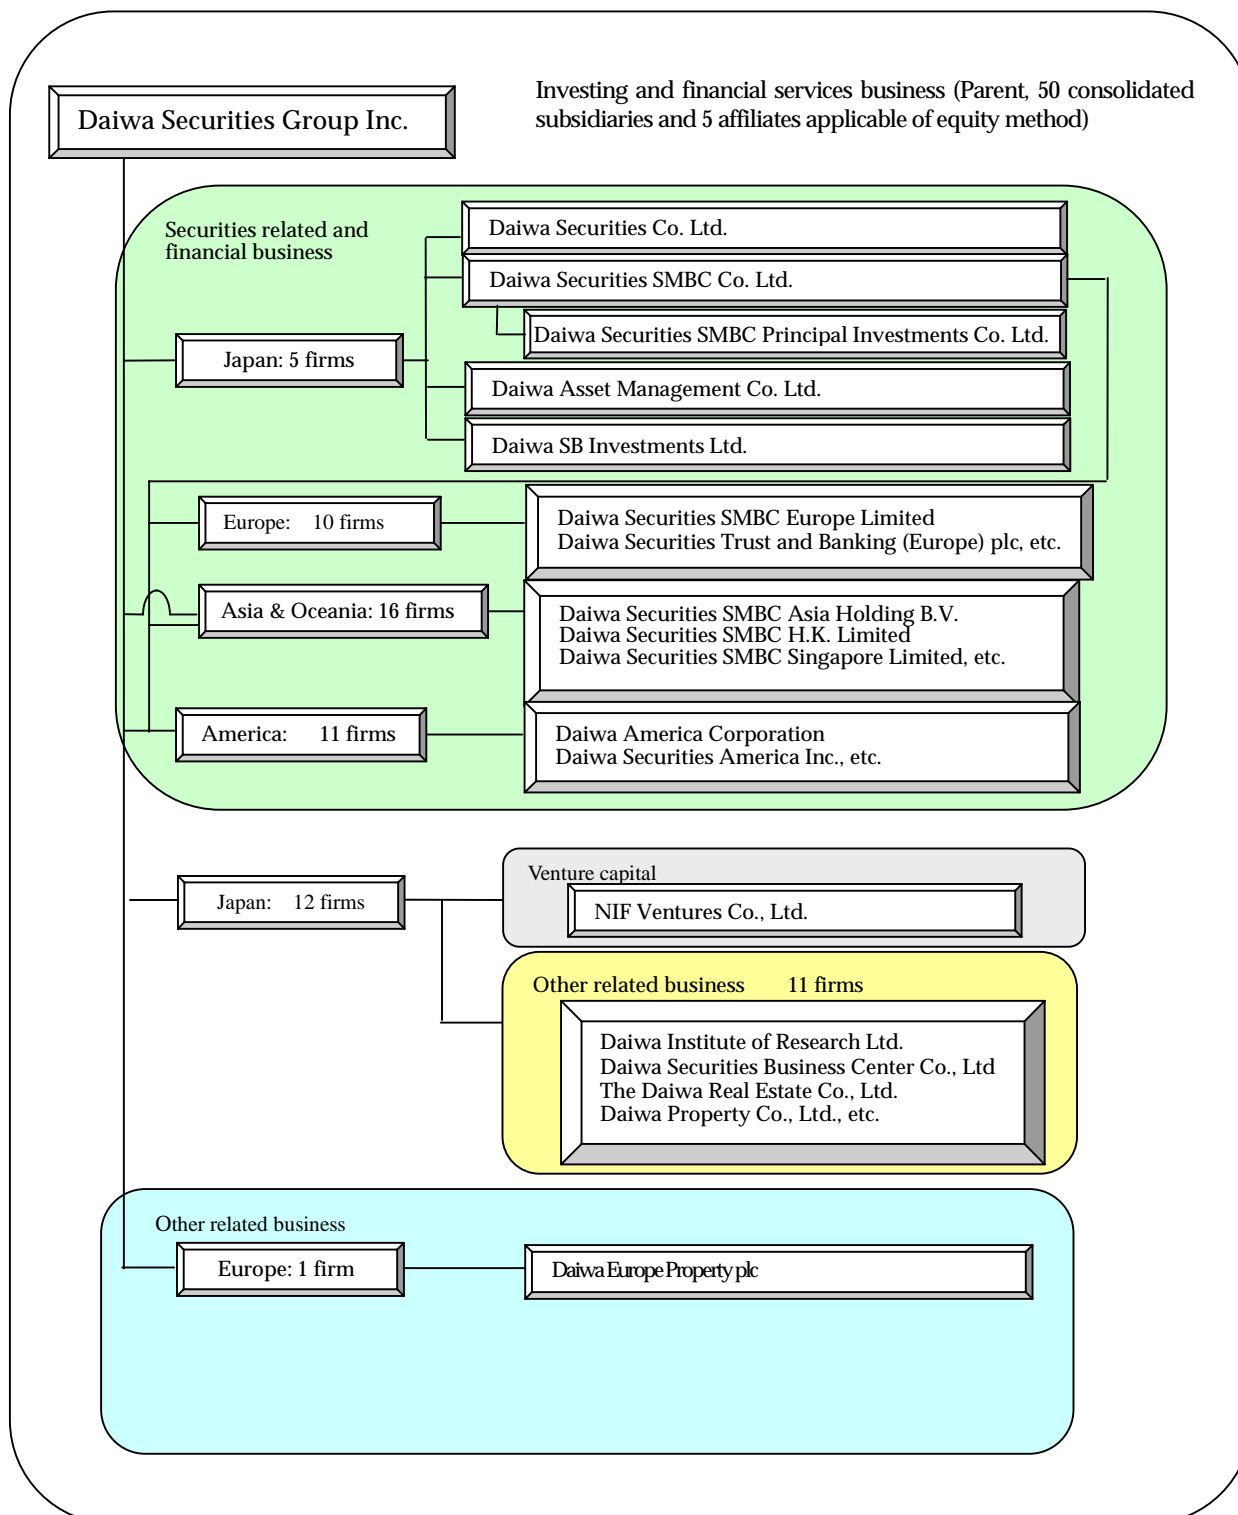 Daiwa Securities Group Inc.
Investing and financial services business (Parent, 50 consolidated
subsidiaries and 5 affiliates applicable of equity method)
Securities related and
financial business
Daiwa Securities Co. Ltd.
Daiwa Securities SMBC Co. Ltd.
Daiwa Securities SMBC Principal Investments Co. Ltd.
Japan: 5 firms
Daiwa Asset Management Co. Ltd.
Daiwa SB Investments Ltd.
Europe: 10 firms
Daiwa Securities SMBC Europe Limited
Daiwa Securities Trust and Banking (Europe) plc, etc.
Asia & Oceania: 16 firms
Daiwa Securities SMBC Asia Holding B.V.
Daiwa Securities SMBC H.K. Limited
Daiwa Securities SMBC Singapore Limited, etc.
America: 11 firms
Daiwa America Corporation
Daiwa Securities America Inc., etc.
Venture capital
Japan: 12 firms
NIF Ventures Co., Ltd.
Other related business 11 firms
Daiwa Institute of Research Ltd.
Daiwa Securities Business Center Co., Ltd
The Daiwa Real Estate Co., Ltd.
Daiwa Property Co., Ltd., etc.
Other related business
Europe: 1 firm
Daiwa Europe Property plc